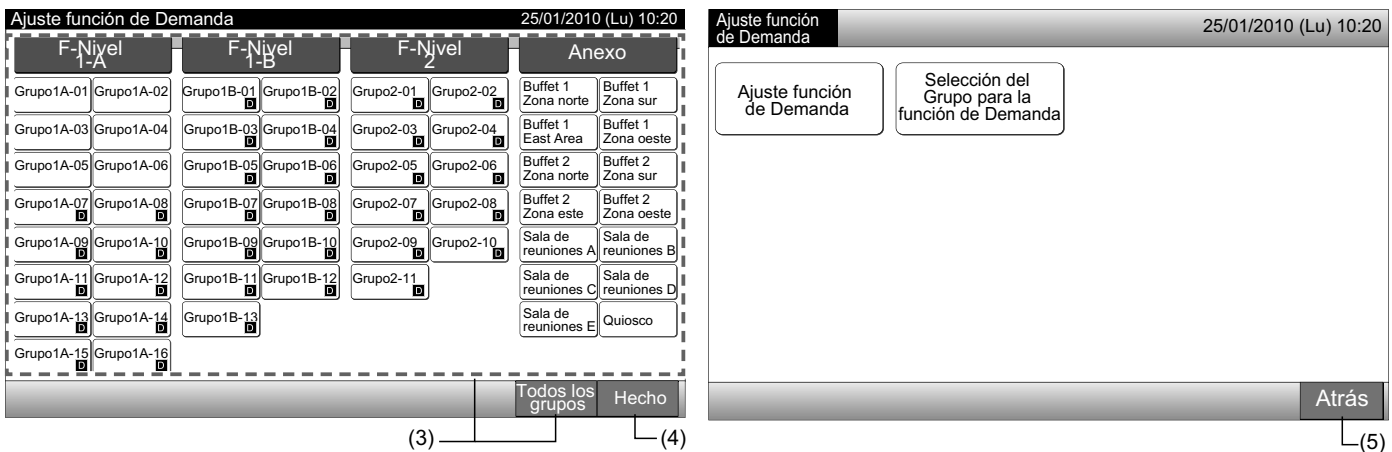 Ajuste función de Demanda 25/01/2010 (Lu) 10:20
F-Nivel
1-A
F-Nivel
1-B
F-Nivel
2
Anexo
Grupo1A-01 Grupo1A-02 Grupo1B-01 D Grupo1B-02 D Grupo2-01 D Grupo2-02 D
Buffet 1 Buffet 1
Zona norte Zona sur
Grupo1A-03 Grupo1A-04 Grupo1B-03 D Grupo1B-04 D Grupo2-03 D Grupo2-04 D
Buffet 1 Buffet 1
East Area Zona oeste
Grupo1A-05 Grupo1A-06 Grupo1B-05 D Grupo1B-06 D Grupo2-05 D Grupo2-06 D
Buffet 2 Buffet 2
Zona norte Zona sur
Grupo1A-07 D Grupo1A-08 D Grupo1B-07 D Grupo1B-08 D Grupo2-07 D Grupo2-08 D
Buffet 2 Buffet 2
Zona este Zona oeste
Grupo1A-09 D Grupo1A-10 D Grupo1B-09 D Grupo1B-10 D Grupo2-09 D Grupo2-10 D
Sala de Sala de
reuniones A reuniones B
Grupo1A-11 D Grupo1A-12 D Grupo1B-11 D Grupo1B-12 D Grupo2-11 D
Sala de Sala de
reuniones C reuniones D
Grupo1A-13 D Grupo1A-14 D Grupo1B-13 D
Sala de
reuniones E Quiosco
Grupo1A-15 D Grupo1A-16 D
Todos los
grupos
Hecho
(3) (4)
Ajuste función
de Demanda
25/01/2010 (Lu) 10:20
Ajuste función
de Demanda
Selección del
Grupo para la
función de Demanda
Atrás
(5)